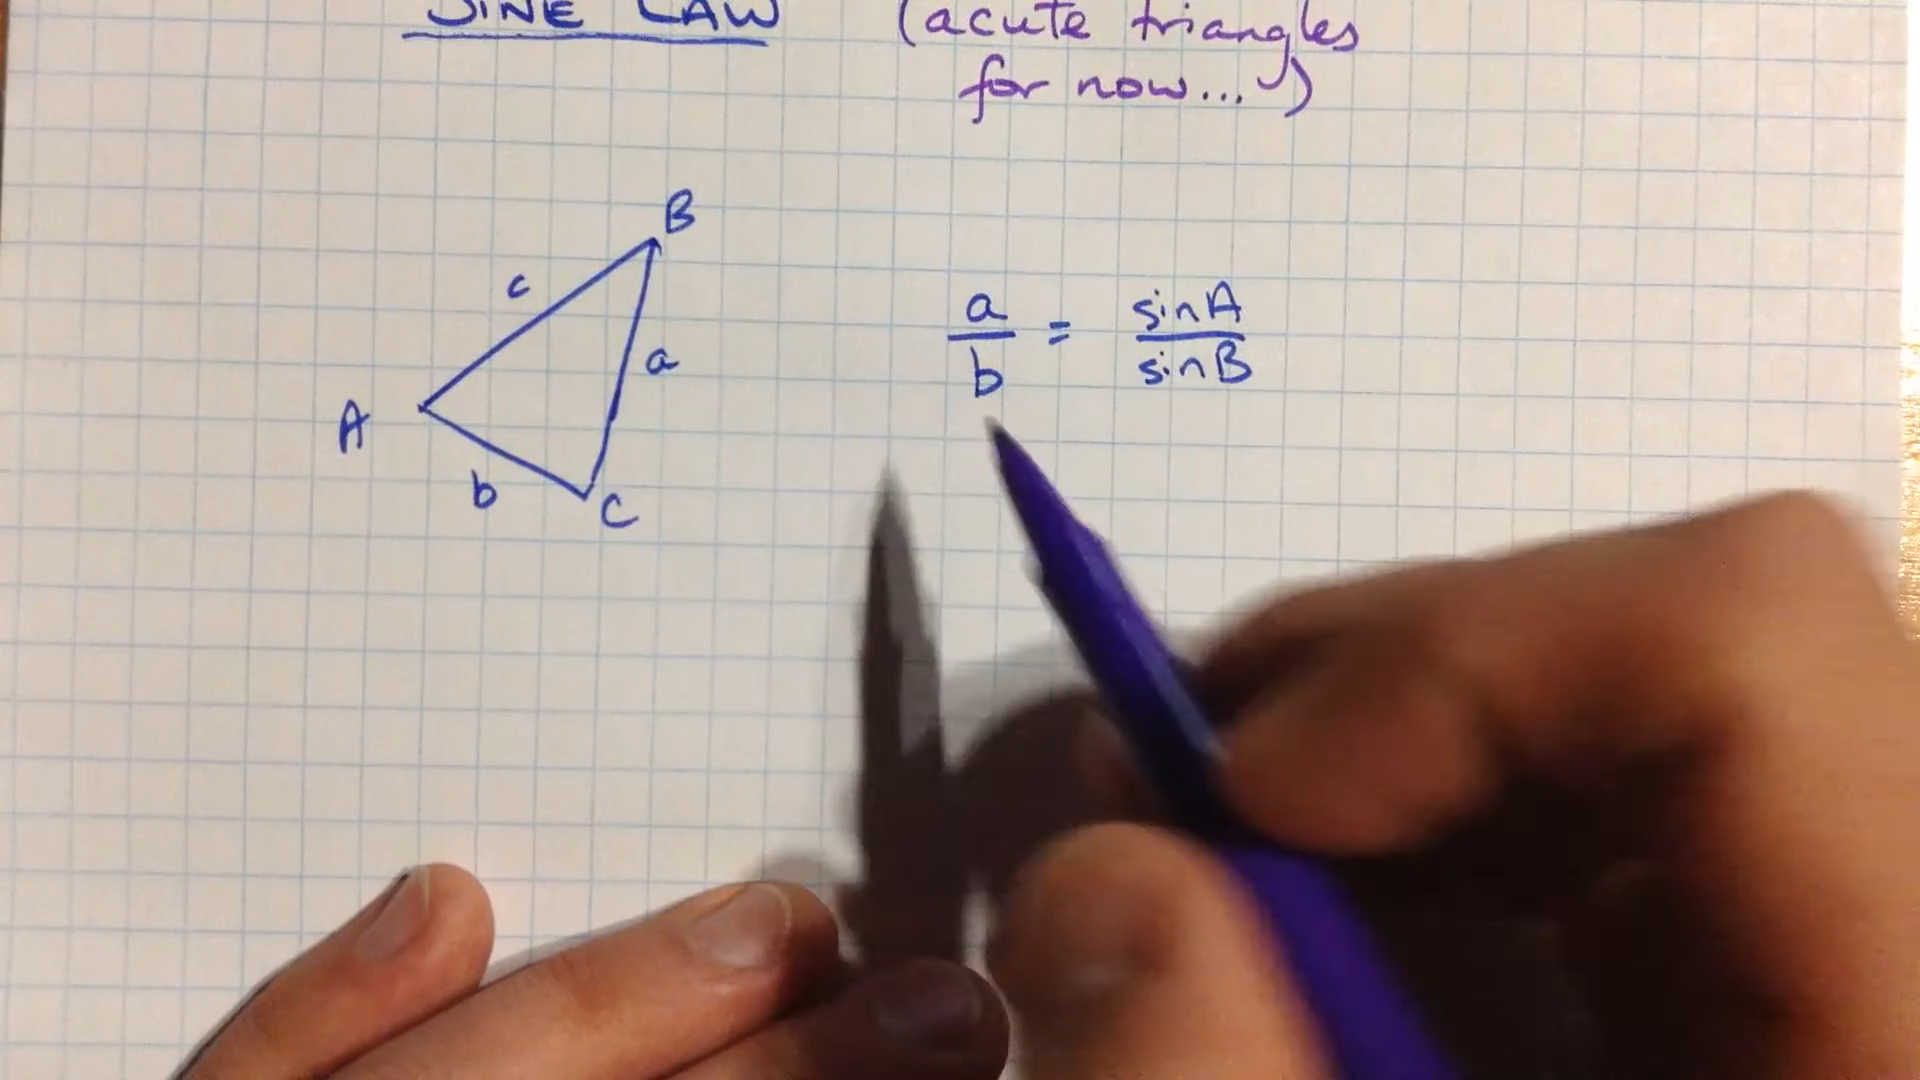 SINE LAW (acute triangles
for now...)
B
c
a
A
b
C
a/b = sinA/sinB